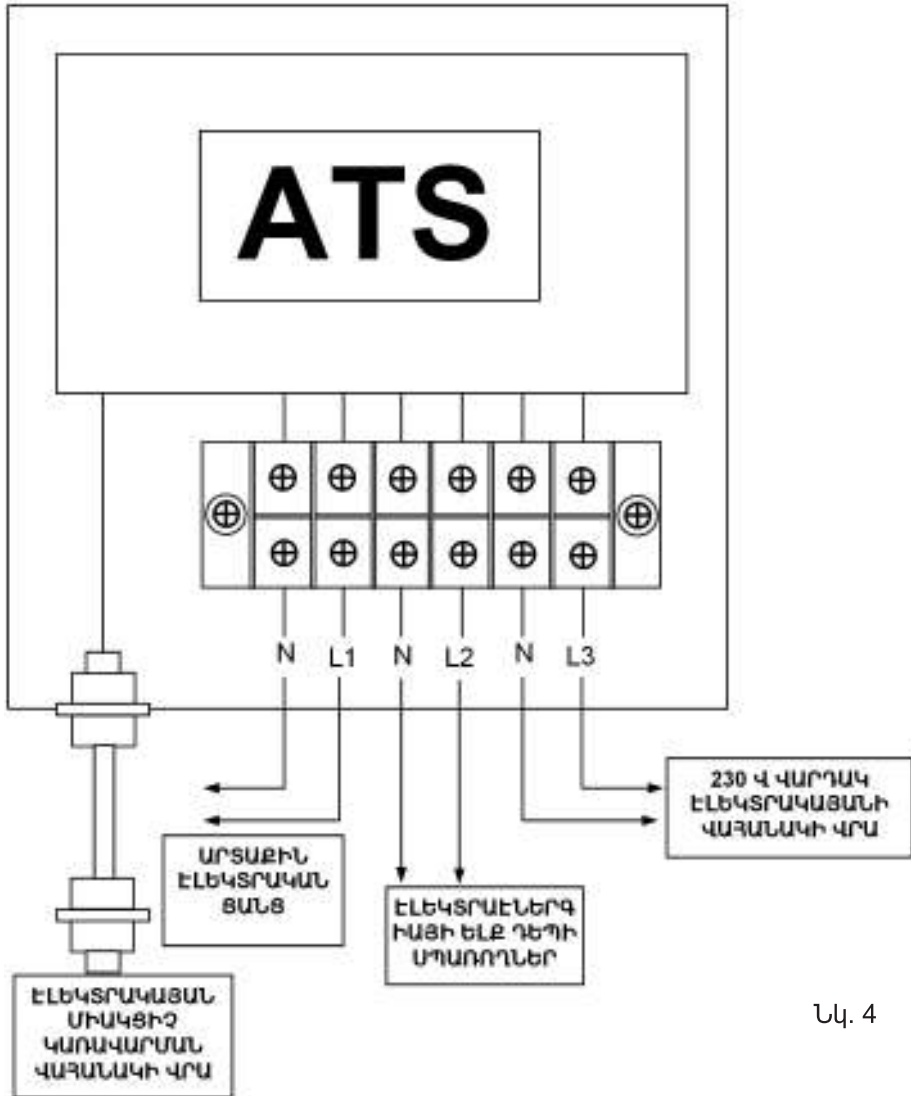 ATS
N L1 N L2 N L3
230 Վ ՎԱՐԴԱԿ
ԷԼԵԿՏՐԱԿԱՅԱՆԻ
ՎԱՀԱՆԱԿԻ ՎՐԱ
ԱՐՏԱՔԻՆ
ԷԼԵԿՏՐԱԿԱՆ
ՑԱՆՑ
ԷԼԵԿՏՐԱԷՆԵՐԳ
ԻԱՅԻ ԵԼՔ ԴԵՊԻ
ՍՊԱՌՈՂՆԵՐ
ԷԼԵԿՏՐԱԿԱՅԱՆ
ՄԻԱԿՑԻՉ
ԿԱՌԱՎԱՐՄԱՆ
ՎԱՀԱՆԱԿԻ ՎՐԱ
Նկ. 4